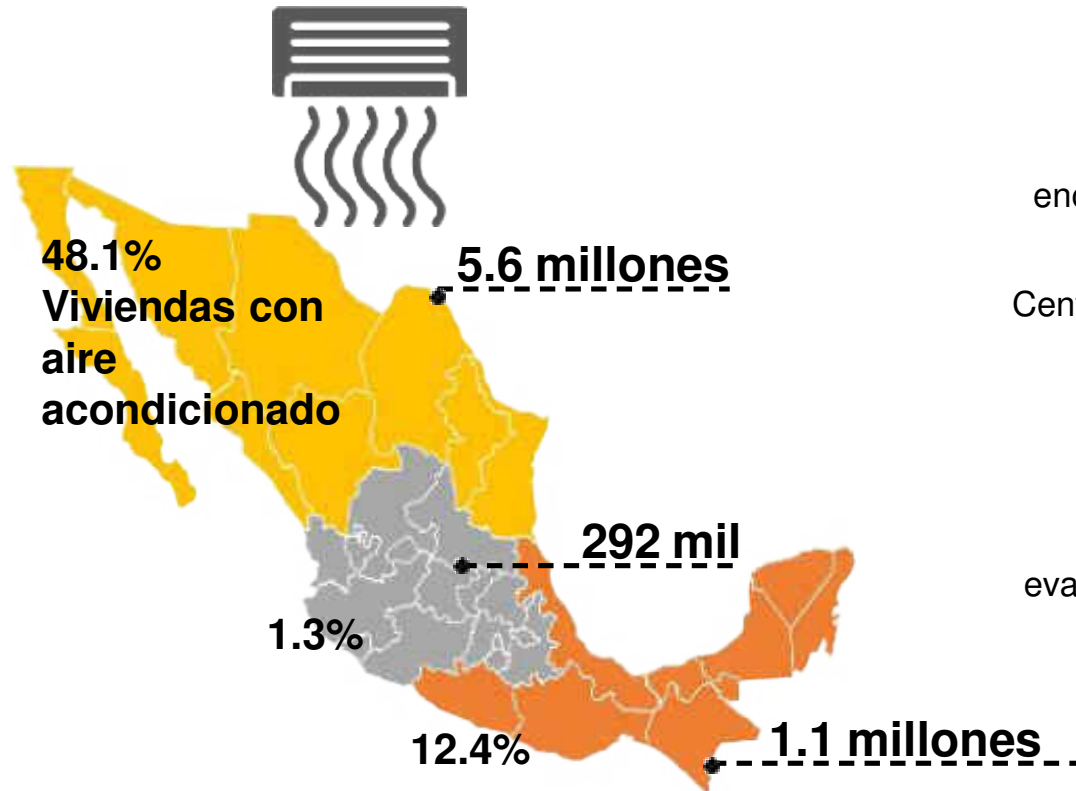 48.1%
Viviendas con
aire
acondicionado
5.6 millones
292 mil
1.3%
12.4%
1.1 millones